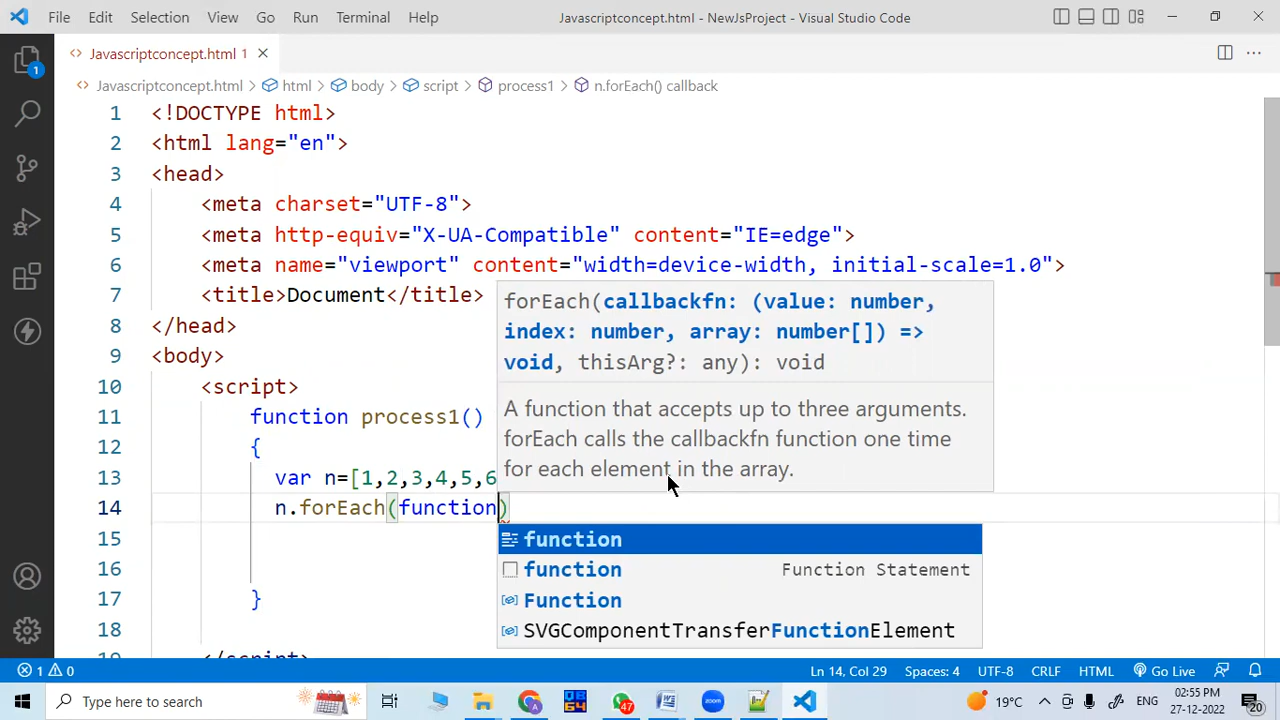 File Edit Selection View Go Run Terminal Help Javascriptconcept.html - NewJsProject - Visual Studio Code
Javascriptconcept.html 1
1
Javascriptconcept.html > html > body > script > process1 > n.forEach() callback
1 <!DOCTYPE html>
2 <html lang="en">
3 <head>
4 <meta charset="UTF-8">
5 <meta http-equiv="X-UA-Compatible" content="IE=edge">
6 <meta name="viewport" content="width=device-width, initial-scale=1.0">
7 <title>Document</title>
forEach(callbackfn: (value: number,
8 </head>
index: number, array: number[]) =>
9 <body>
void, thisArg?: any): void
10 <script>
A function that accepts up to three arguments.
11 function process1()
forEach calls the callbackfn function one time
12 {
for each element in the array.
13 var n=[1,2,3,4,5,6
14 n.forEach(function)
15
function
16
function Function Statement
17 }
Function
18
SVGComponentTransferFunctionElement
19 </script>
1 0 Ln 14, Col 29 Spaces: 4 UTF-8 CRLF HTML Go Live
Type here to search 47 19°C ENG 02:55 PM
27-12-2022 20